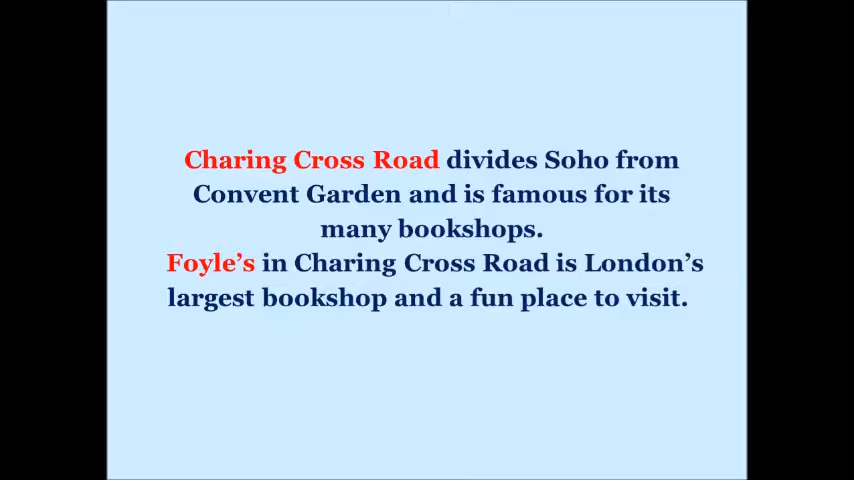 Charing Cross Road divides Soho from
Convent Garden and is famous for its
many bookshops.
Foyle’s in Charing Cross Road is London’s
largest bookshop and a fun place to visit.